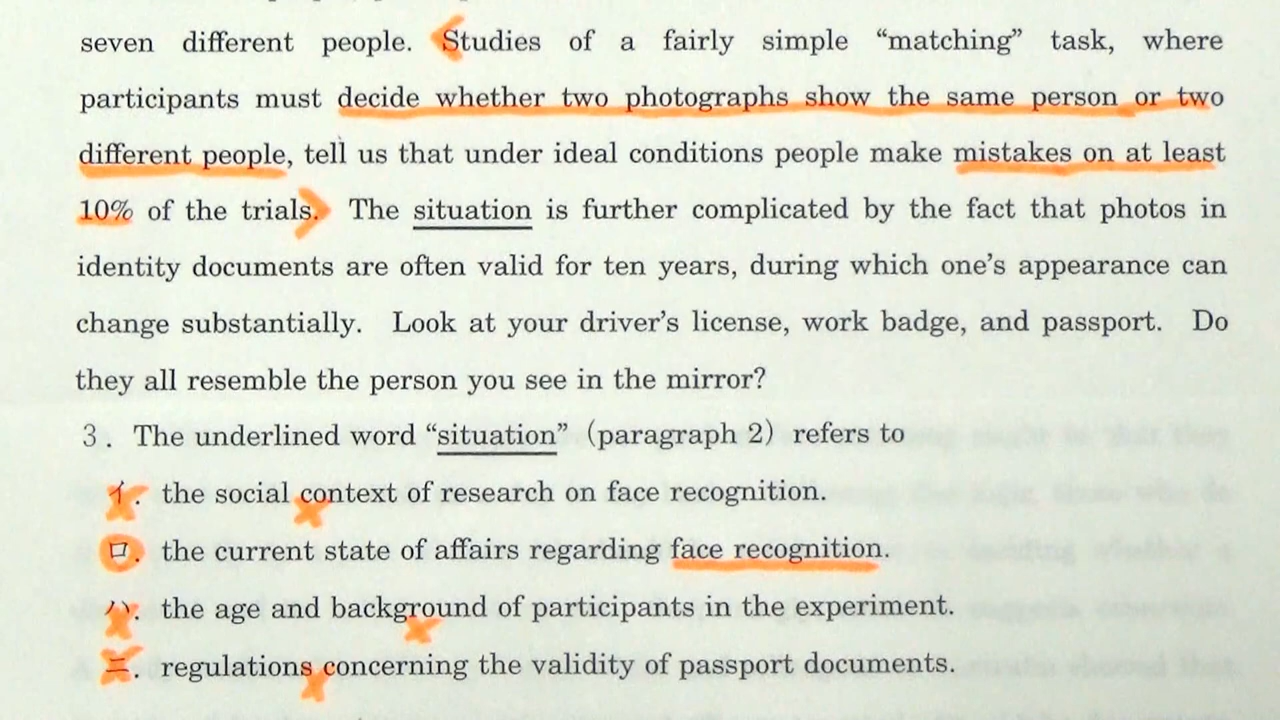 seven different people. Studies of a fairly simple “matching” task, where
participants must decide whether two photographs show the same person or two
different people, tell us that under ideal conditions people make mistakes on at least
10% of the trials. The situation is further complicated by the fact that photos in
identity documents are often valid for ten years, during which one’s appearance can
change substantially. Look at your driver’s license, work badge, and passport. Do
they all resemble the person you see in the mirror?
3. The underlined word “situation” (paragraph 2) refers to
イ. the social context of research on face recognition.
ロ. the current state of affairs regarding face recognition.
ハ. the age and background of participants in the experiment.
ニ. regulations concerning the validity of passport documents.